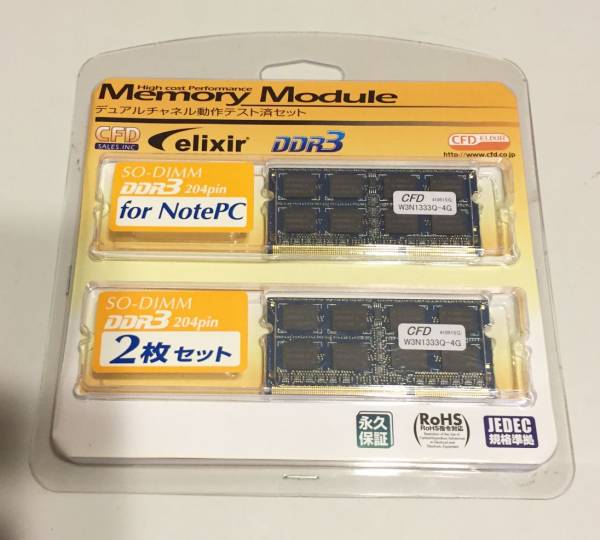 High cost Performance
Memory Module
デュアルチャネル動作テスト済セット
CFD
SALES INC
elixir
DDR3
CFD ELIXIR
http://www.cfd.co.jp
SO-DIMM
DDR3 204pin
for NotePC
CFD
W3N1333Q-4G
SO-DIMM
DDR3 204pin
2枚セット
CFD
W3N1333Q-4G
永久
保証
RoHS
RoHS指令対応
JEDEC
規格準拠